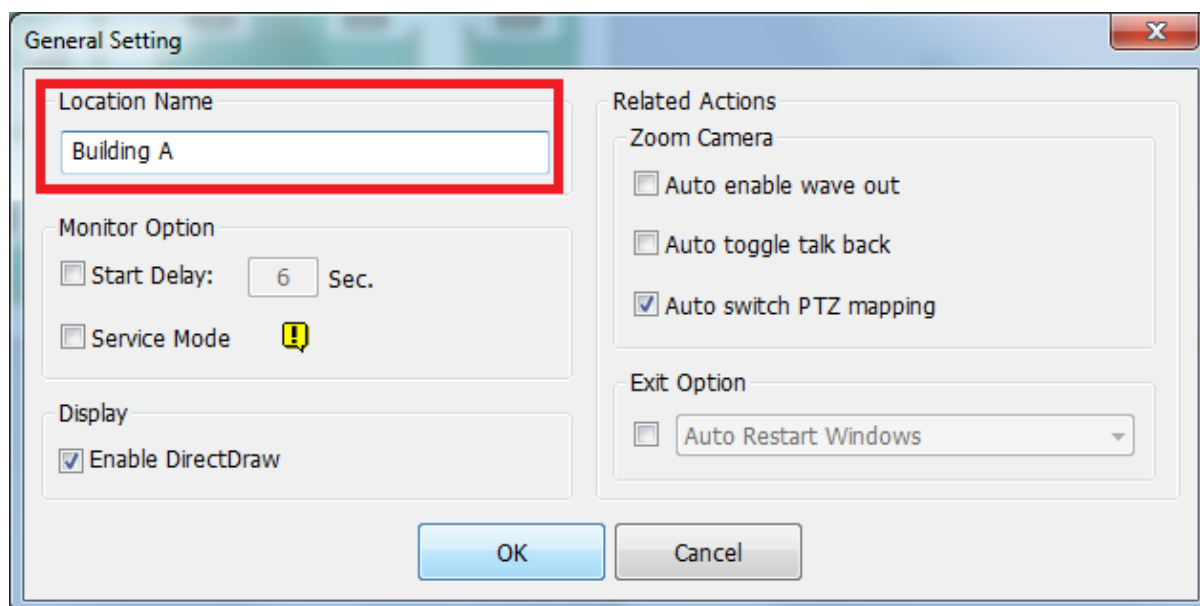 General Setting
Location Name
Building A
Monitor Option
Start Delay: 6 Sec.
Service Mode
Display
Enable DirectDraw
Related Actions
Zoom Camera
Auto enable wave out
Auto toggle talk back
Auto switch PTZ mapping
Exit Option
Auto Restart Windows
OK
Cancel